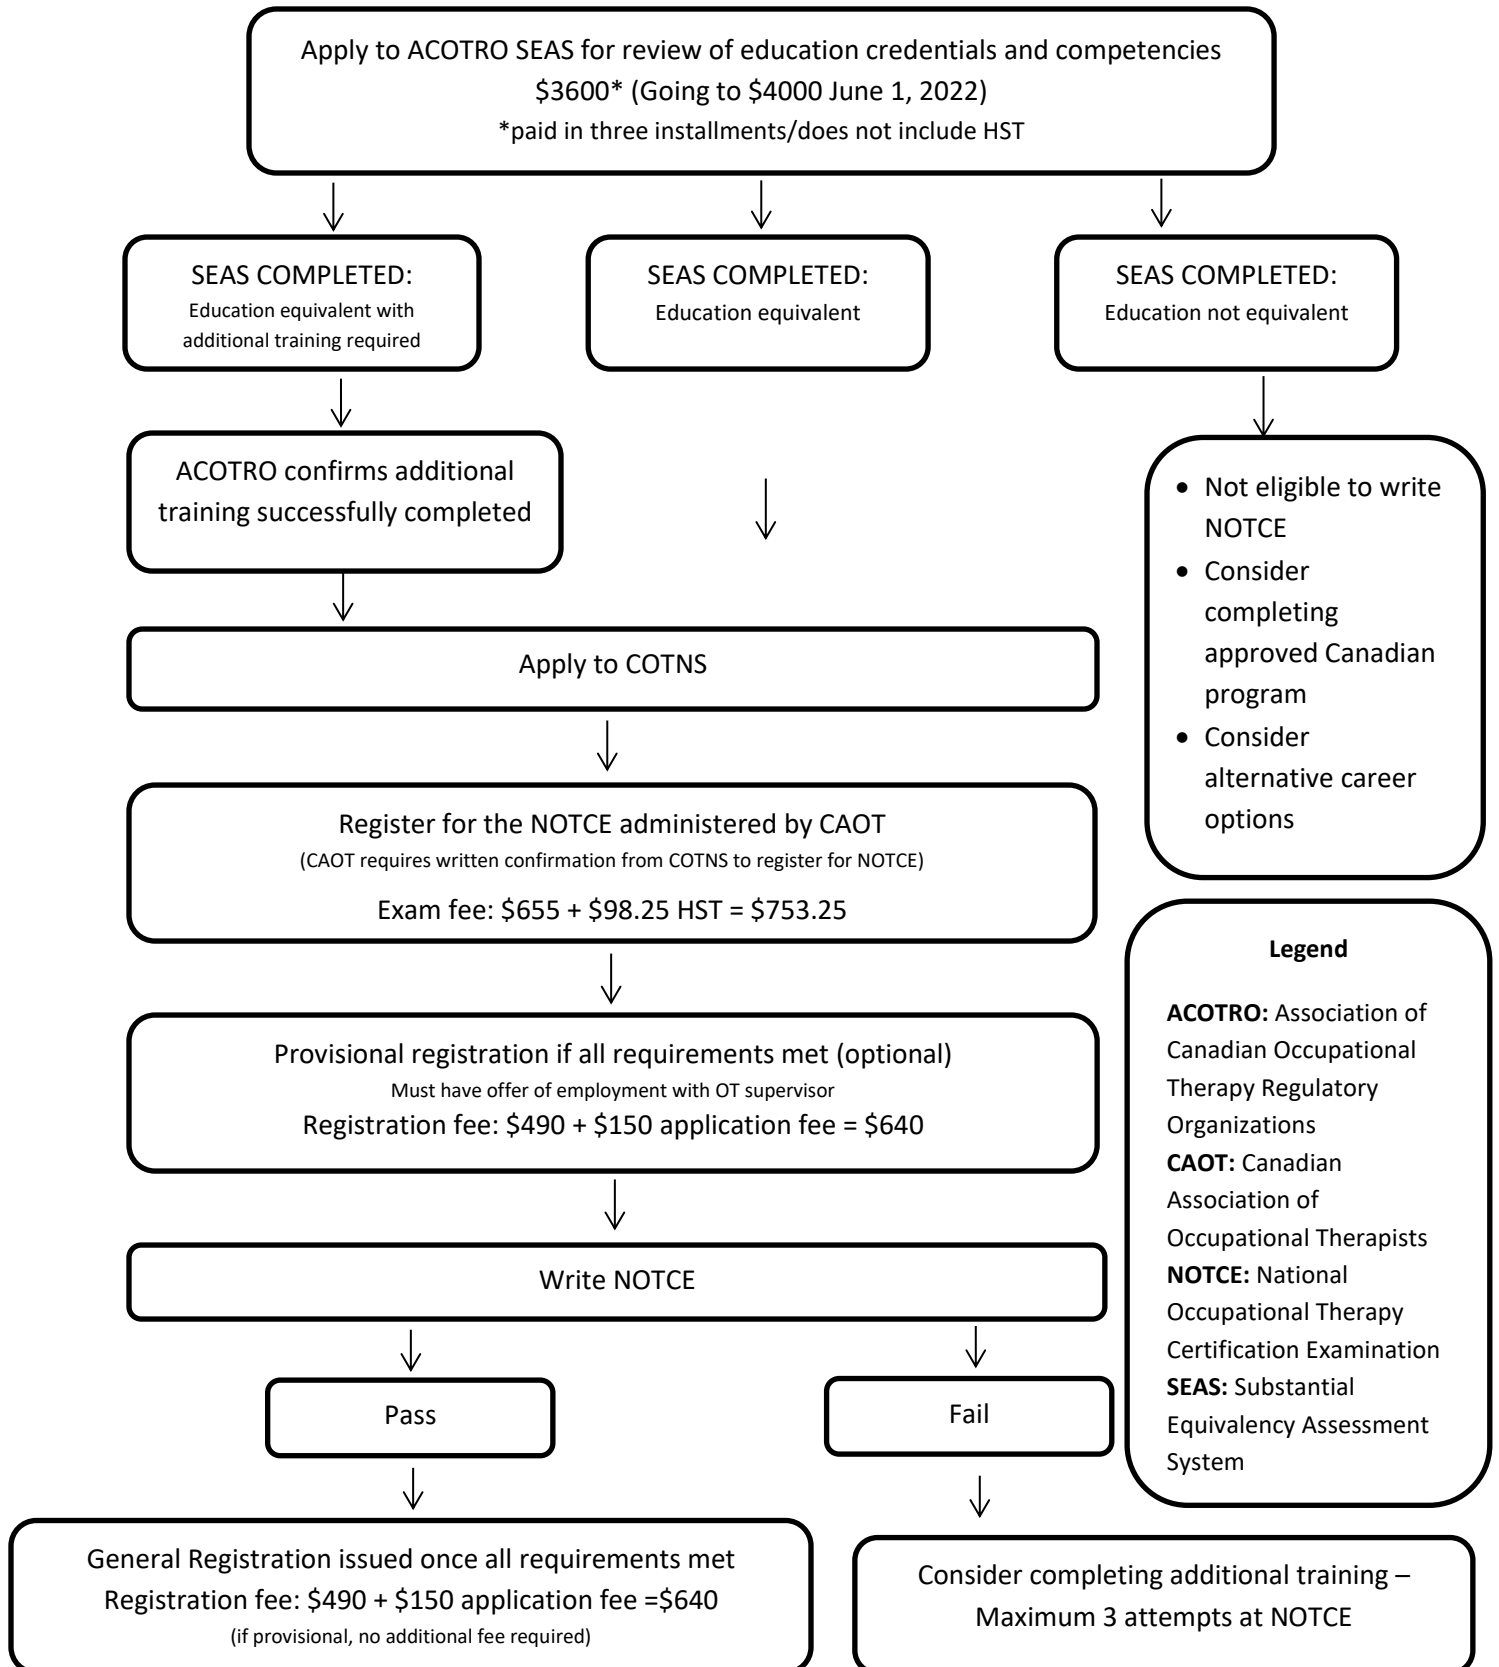 Apply to ACOTRO SEAS for review of education credentials and competencies
$3600* (Going to $4000 June 1, 2022)
*paid in three installments/does not include HST
SEAS COMPLETED:
Education equivalent with
additional training required
SEAS COMPLETED:
Education equivalent
SEAS COMPLETED:
Education not equivalent
ACOTRO confirms additional
training successfully completed
• Not eligible to write
NOTCE
• Consider
completing
approved Canadian
program
• Consider
alternative career
options
Apply to COTNS
Register for the NOTCE administered by CAOT
(CAOT requires written confirmation from COTNS to register for NOTCE)
Exam fee: $655 + $98.25 HST = $753.25
Provisional registration if all requirements met (optional)
Must have offer of employment with OT supervisor
Registration fee: $490 + $150 application fee = $640
Write NOTCE
Pass
Fail
General Registration issued once all requirements met
Registration fee: $490 + $150 application fee =$640
(if provisional, no additional fee required)
Consider completing additional training –
Maximum 3 attempts at NOTCE
Legend
ACOTRO: Association of
Canadian Occupational
Therapy Regulatory
Organizations
CAOT: Canadian
Association of
Occupational Therapists
NOTCE: National
Occupational Therapy
Certification Examination
SEAS: Substantial
Equivalency Assessment
System